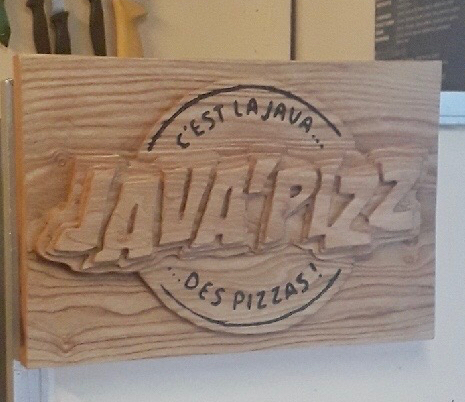 C'EST LA JAVA...
JAVA'PIZZ
...DES PIZZAS!